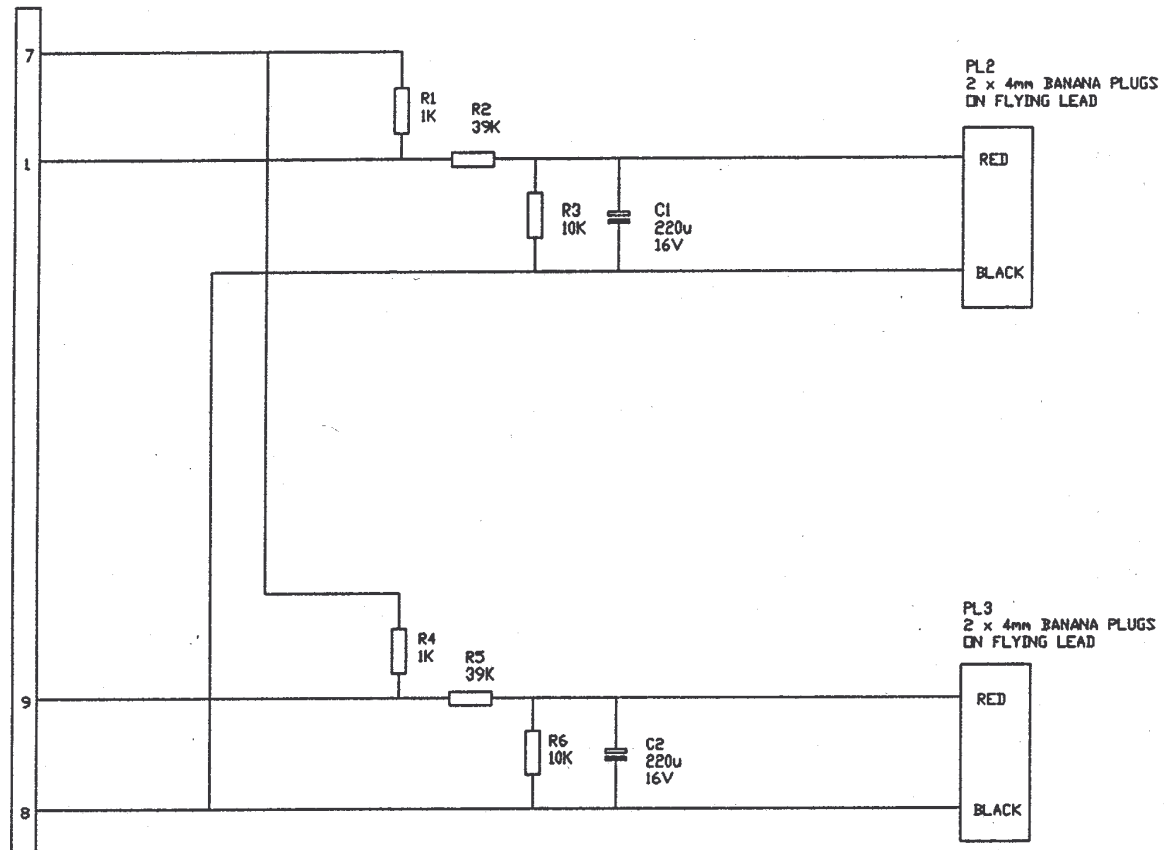 7
R1
1K
R2
39K
PL2
2 x 4mm BANANA PLUGS
ON FLYING LEAD
1
RED
R3
10K
C1
220u
16V
BLACK
PL3
2 x 4mm BANANA PLUGS
ON FLYING LEAD
R4
1K
R5
39K
9
RED
R6
10K
C2
220u
16V
8
BLACK